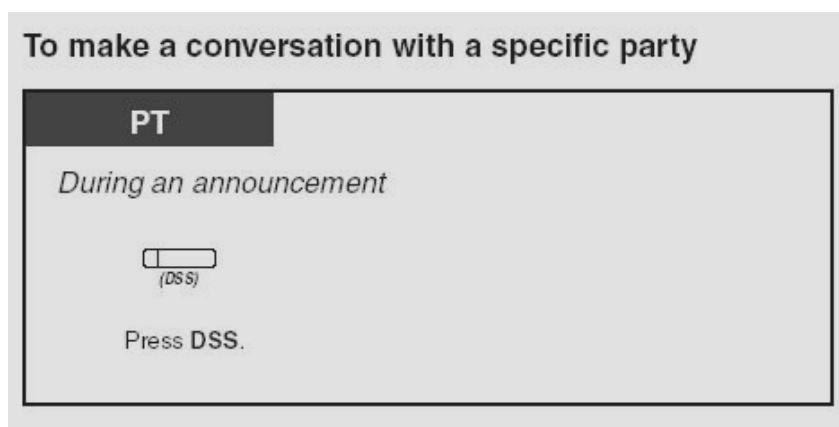 To make a conversation with a specific party
PT
During an announcement
(DSS)
Press DSS.